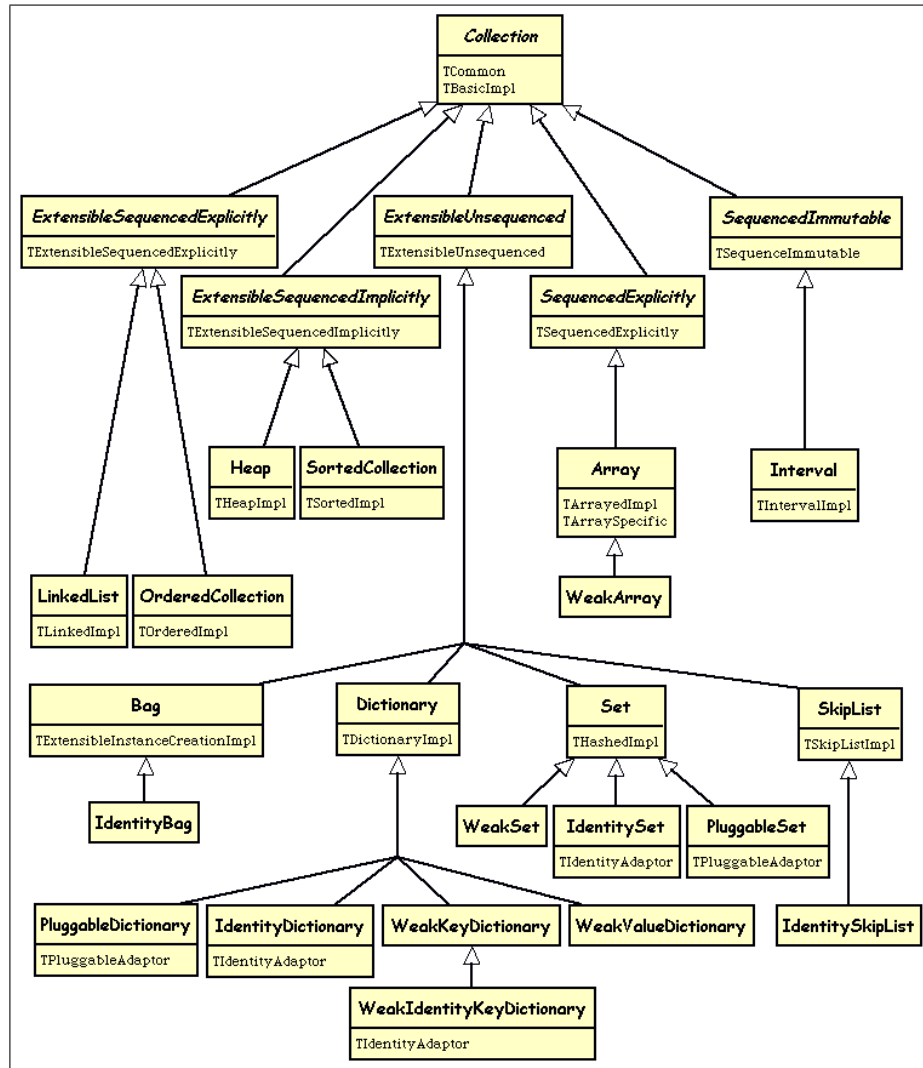 Collection
TCommon
TBasicImpl
ExtensibleSequencedExplicitly
TExtensibleSequencedExplicitly
ExtensibleUnsequenced
TExtensibleUnsequenced
SequencedImmutable
TSequenceImmutable
ExtensibleSequencedImplicitly
TExtensibleSequencedImplicitly
SequencedExplicitly
TSequencedExplicitly
Heap
THeapImpl
SortedCollection
TSortedImpl
Array
TArrayedImpl
TArraySpecific
Interval
TIntervalImpl
LinkedList
TLinkedImpl
OrderedCollection
TOrderedImpl
WeakArray
Bag
TExtensibleInstanceCreationImpl
Dictionary
TDictionaryImpl
Set
THashedImpl
SkipList
TSkipListImpl
IdentityBag
WeakSet
IdentitySet
TIdentityAdaptor
PluggableSet
TPluggableAdaptor
PluggableDictionary
TPluggableAdaptor
IdentityDictionary
TIdentityAdaptor
WeakKeyDictionary
WeakValueDictionary
IdentitySkipList
WeakIdentityKeyDictionary
TIdentityAdaptor